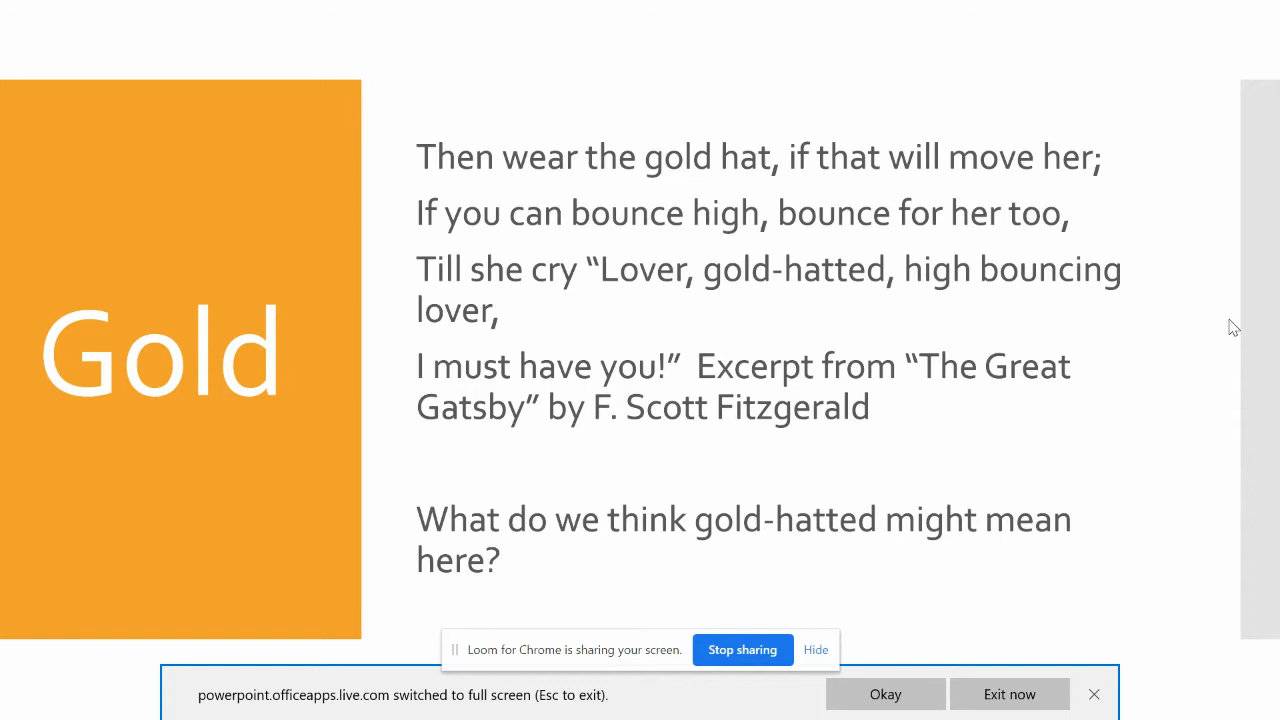 Gold
Then wear the gold hat, if that will move her;
If you can bounce high, bounce for her too,
Till she cry “Lover, gold-hatted, high bouncing
lover,
I must have you!”  Excerpt from “The Great
Gatsby” by F. Scott Fitzgerald
What do we think gold-hatted might mean
here?
Loom for Chrome is sharing your screen. Stop sharing Hide
powerpoint.officeapps.live.com switched to full screen (Esc to exit). Okay Exit now